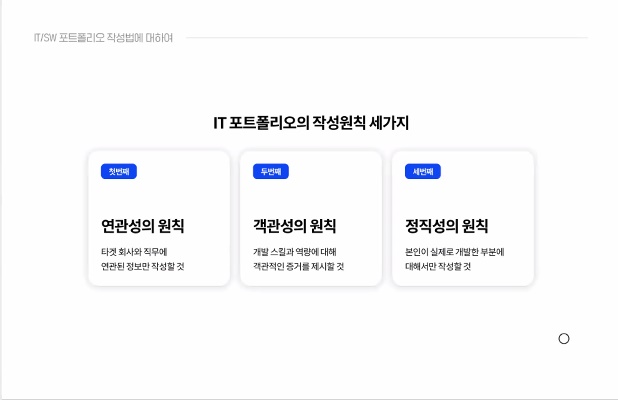 IT/SW 포트폴리오 작성법에 대하여
IT 포트폴리오의 작성원칙 세가지
첫번째
연관성의 원칙
타겟 회사와 직무에
연관된 정보만 작성할 것
두번째
객관성의 원칙
개발 스킬과 역량에 대해
객관적인 증거를 제시할 것
세번째
정직성의 원칙
본인이 실제로 개발한 부분에
대해서만 작성할 것